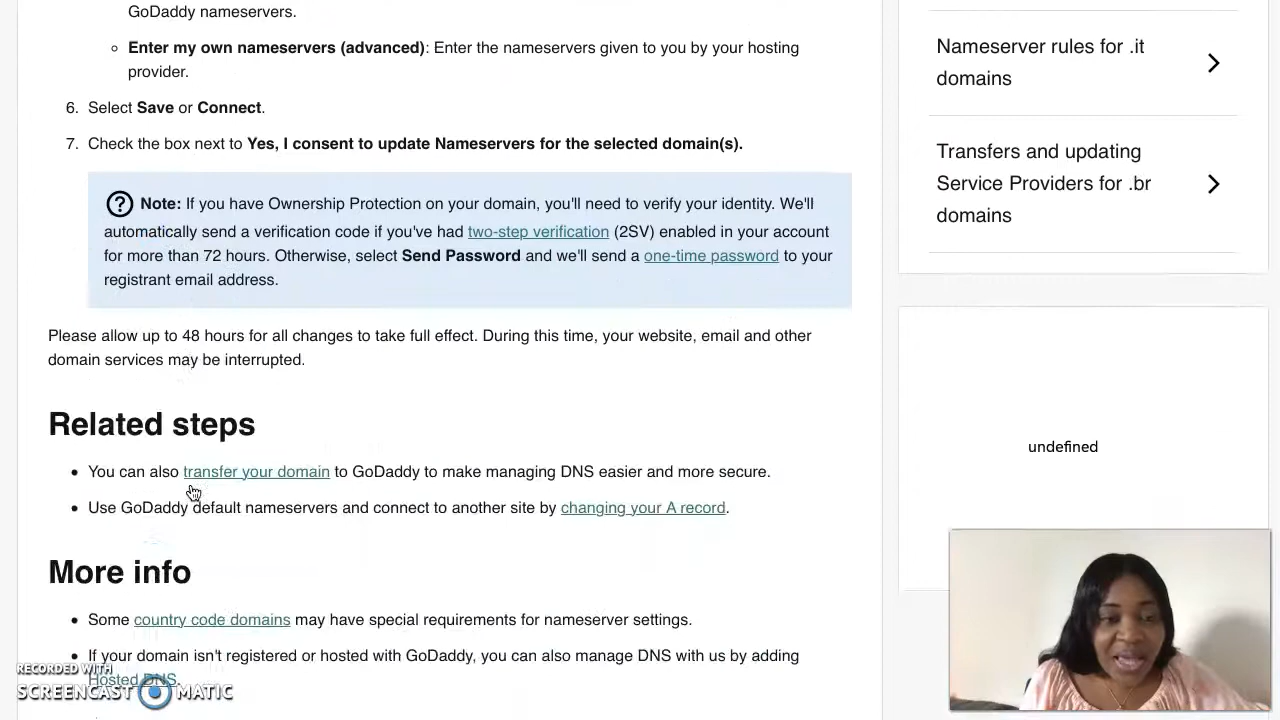 GoDaddy nameservers.
Enter my own nameservers (advanced): Enter the nameservers given to you by your hosting
provider.
6. Select Save or Connect.
7. Check the box next to Yes, I consent to update Nameservers for the selected domain(s).
Note: If you have Ownership Protection on your domain, you'll need to verify your identity. We'll
automatically send a verification code if you've had two-step verification (2SV) enabled in your account
for more than 72 hours. Otherwise, select Send Password and we'll send a one-time password to your
registrant email address.
Please allow up to 48 hours for all changes to take full effect. During this time, your website, email and other
domain services may be interrupted.
Related steps
You can also transfer your domain to GoDaddy to make managing DNS easier and more secure.
Use GoDaddy default nameservers and connect to another site by changing your A record.
More info
Some country code domains may have special requirements for nameserver settings.
If your domain isn't registered or hosted with GoDaddy, you can also manage DNS with us by adding
Hosted DNS.
Nameserver rules for .it
domains
Transfers and updating
Service Providers for .br
domains
undefined
RECORDED WITH
SCREENCAST MATIC